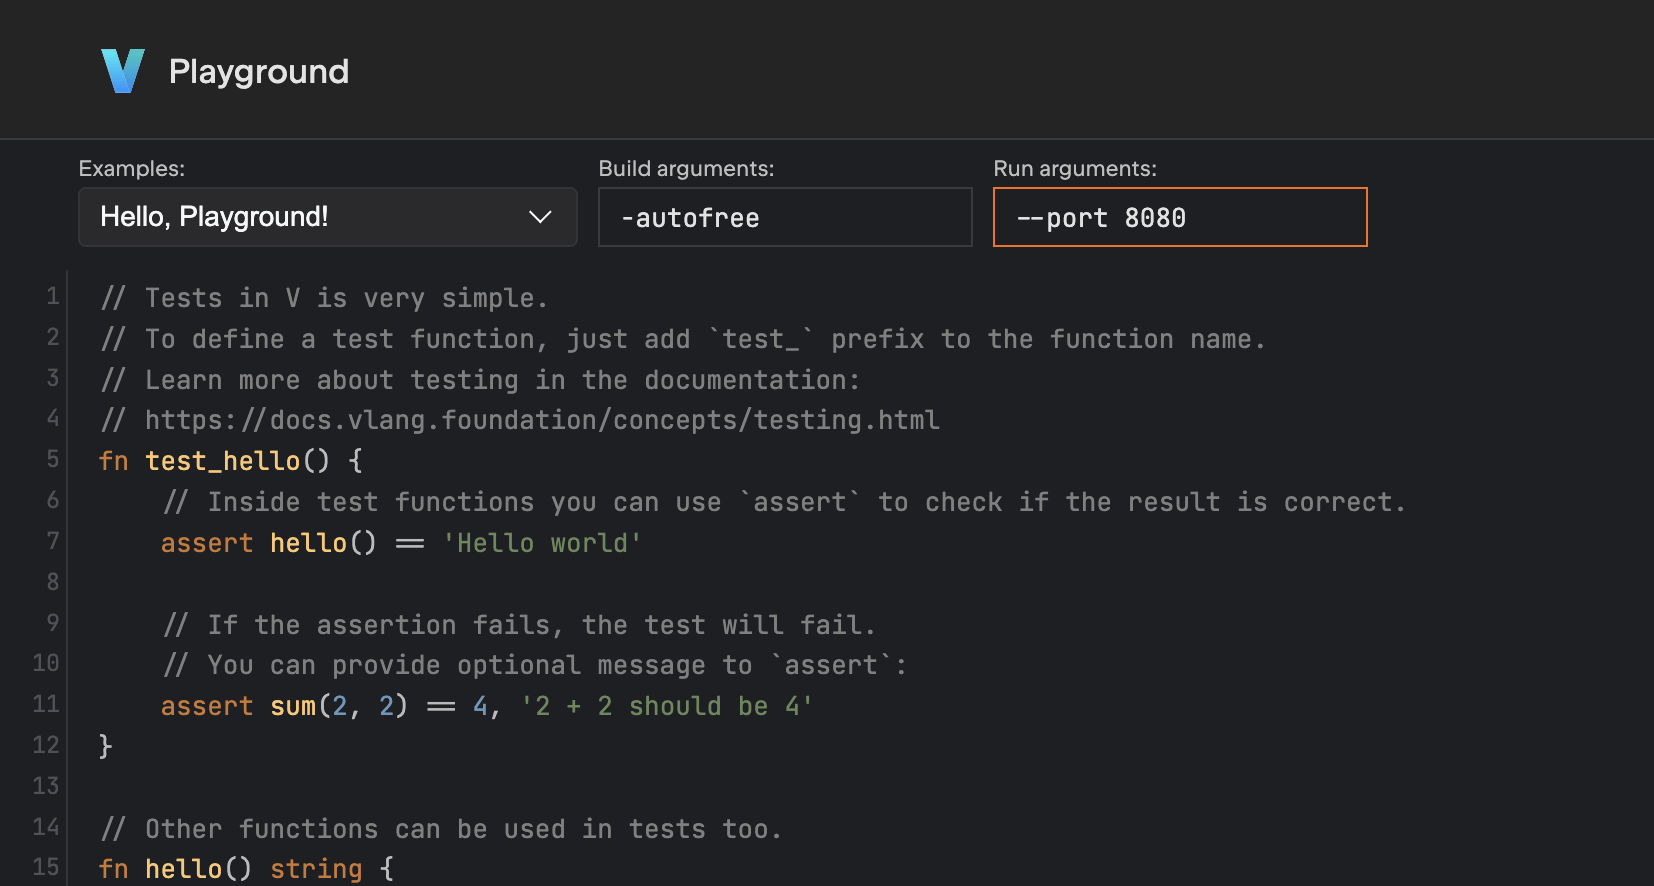 Playground
Examples:
Build arguments:
Run arguments:
Hello, Playground!
-autofree
--port 8080
1 // Tests in V is very simple.
2 // To define a test function, just add `test_` prefix to the function name.
3 // Learn more about testing in the documentation:
4 // https://docs.vlang.foundation/concepts/testing.html
5 fn test_hello() {
6     // Inside test functions you can use `assert` to check if the result is correct.
7     assert hello() == 'Hello world'
8
9     // If the assertion fails, the test will fail.
10     // You can provide optional message to `assert`:
11     assert sum(2, 2) == 4, '2 + 2 should be 4'
12 }
13
14 // Other functions can be used in tests too.
15 fn hello() string {